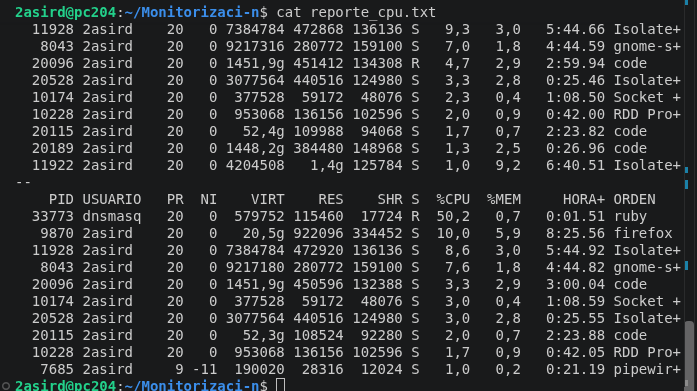 2asird@pc204:~/Monitorizaci-n$ cat reporte_cpu.txt
11928 2asird 20 0 7384784 472868 136136 S 9,3 3,0 5:44.66 Isolate+
8043 2asird 20 0 9217316 280772 159100 S 7,0 1,8 4:44.59 gnome-s+
20096 2asird 20 0 1451,9g 451412 134308 R 4,7 2,9 2:59.94 code
20528 2asird 20 0 3077564 440516 124980 S 3,3 2,8 0:25.46 Isolate+
10174 2asird 20 0 377528 59172 48076 S 2,3 0,4 1:08.50 Socket +
10228 2asird 20 0 953068 136156 102596 S 2,0 0,9 0:42.00 RDD Pro+
20115 2asird 20 0 52,4g 109988 94068 S 1,7 0,7 2:23.82 code
20189 2asird 20 0 1448,2g 384480 148968 S 1,3 2,5 0:26.96 code
11922 2asird 20 0 4204508 1,4g 125784 S 1,0 9,2 6:40.51 Isolate+
--
PID USUARIO PR NI VIRT RES SHR S %CPU %MEM HORA+ ORDEN
33773 dnsmasq 20 0 579752 115460 17724 R 50,2 0,7 0:01.51 ruby
9870 2asird 20 0 20,5g 922096 334452 S 10,0 5,9 8:25.56 firefox
11928 2asird 20 0 7384784 472920 136136 S 8,6 3,0 5:44.92 Isolate+
8043 2asird 20 0 9217180 280772 159100 S 7,6 1,8 4:44.82 gnome-s+
20096 2asird 20 0 1451,9g 450596 132388 S 3,3 2,9 3:00.04 code
10174 2asird 20 0 377528 59172 48076 S 3,0 0,4 1:08.59 Socket +
20528 2asird 20 0 3077564 440516 124980 S 3,0 2,8 0:25.55 Isolate+
20115 2asird 20 0 52,3g 108524 92280 S 2,0 0,7 2:23.88 code
10228 2asird 20 0 953068 136156 102596 S 1,7 0,9 0:42.05 RDD Pro+
7685 2asird 9 -11 190020 28316 12024 S 1,0 0,2 0:21.19 pipewir+
2asird@pc204:~/Monitorizaci-n$